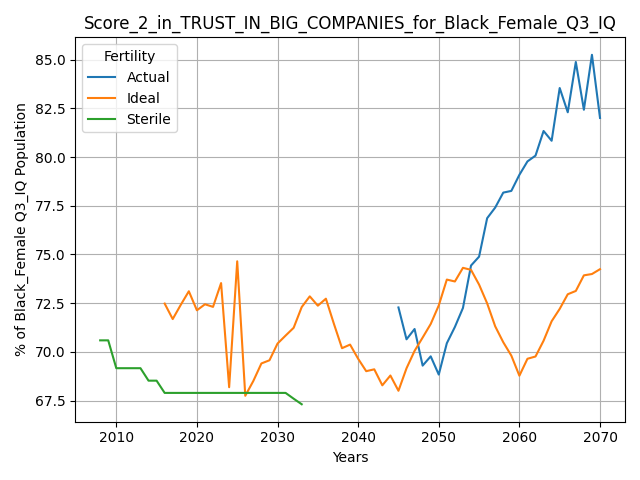 Score_2_in_TRUST_IN_BIG_COMPANIES_for_Black_Female_Q3_IQ
Fertility
Actual
Ideal
Sterile
% of Black_Female Q3_IQ Population
85.0
82.5
80.0
77.5
75.0
72.5
70.0
67.5
2010 2020 2030 2040 2050 2060 2070
Years